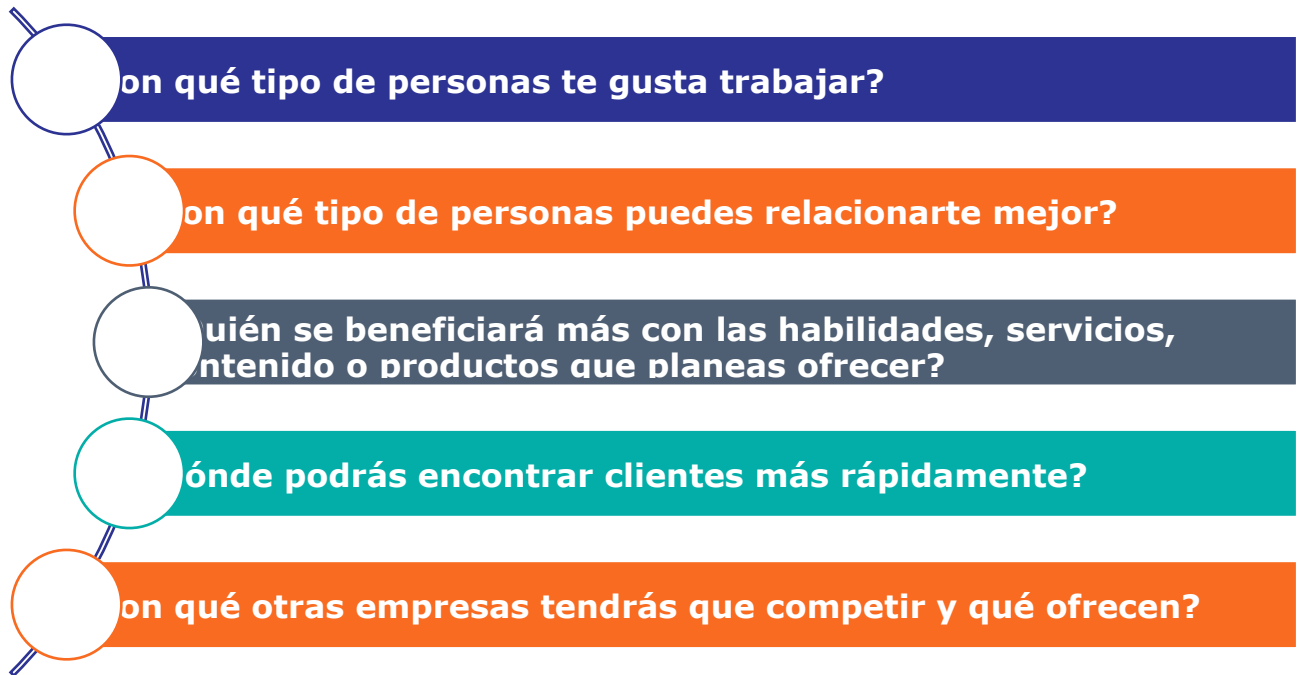 on qué tipo de personas te gusta trabajar?
on qué tipo de personas puedes relacionarte mejor?
uién se beneficiará más con las habilidades, servicios,
ntenido o productos que planeas ofrecer?
ónde podrás encontrar clientes más rápidamente?
on qué otras empresas tendrás que competir y qué ofrecen?